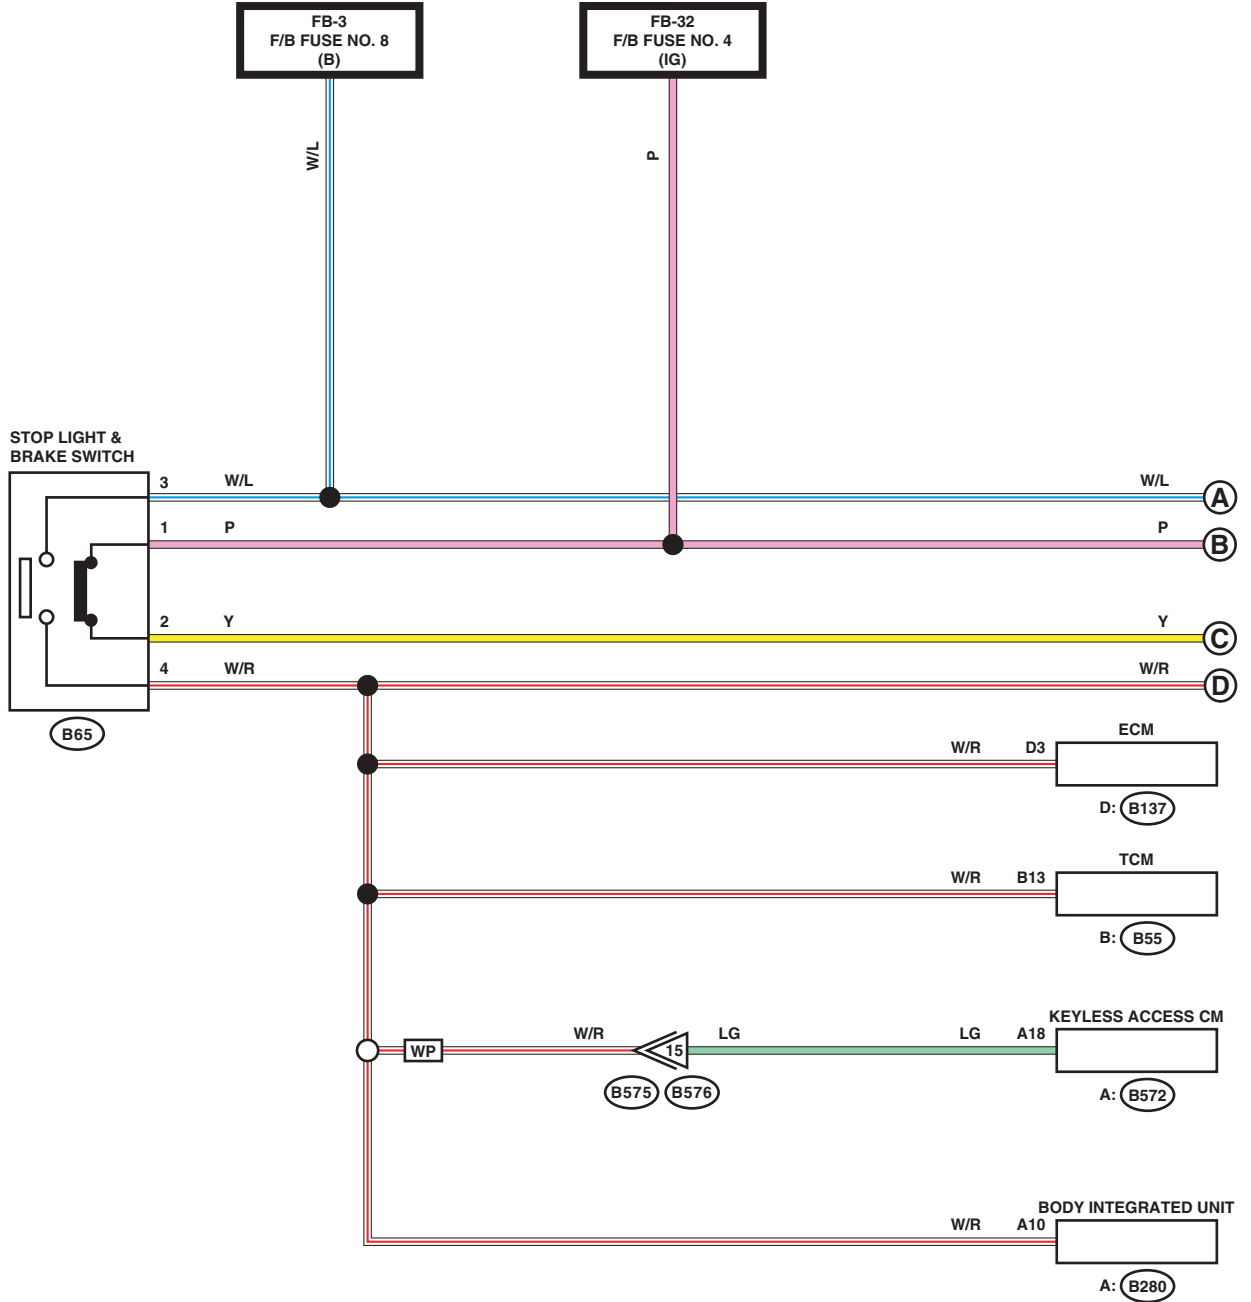 FB-3
F/B FUSE NO. 8
(B)
FB-32
F/B FUSE NO. 4
(IG)
W/L
P
STOP LIGHT &
BRAKE SWITCH
3 W/L W/L A
1 P P B
2 Y Y C
4 W/R W/R D
B65
ECM
W/R D3
D: B137
TCM
W/R B13
B: B55
KEYLESS ACCESS CM
WP W/R 15 LG LG A18
B575 B576
A: B572
BODY INTEGRATED UNIT
W/R A10
A: B280